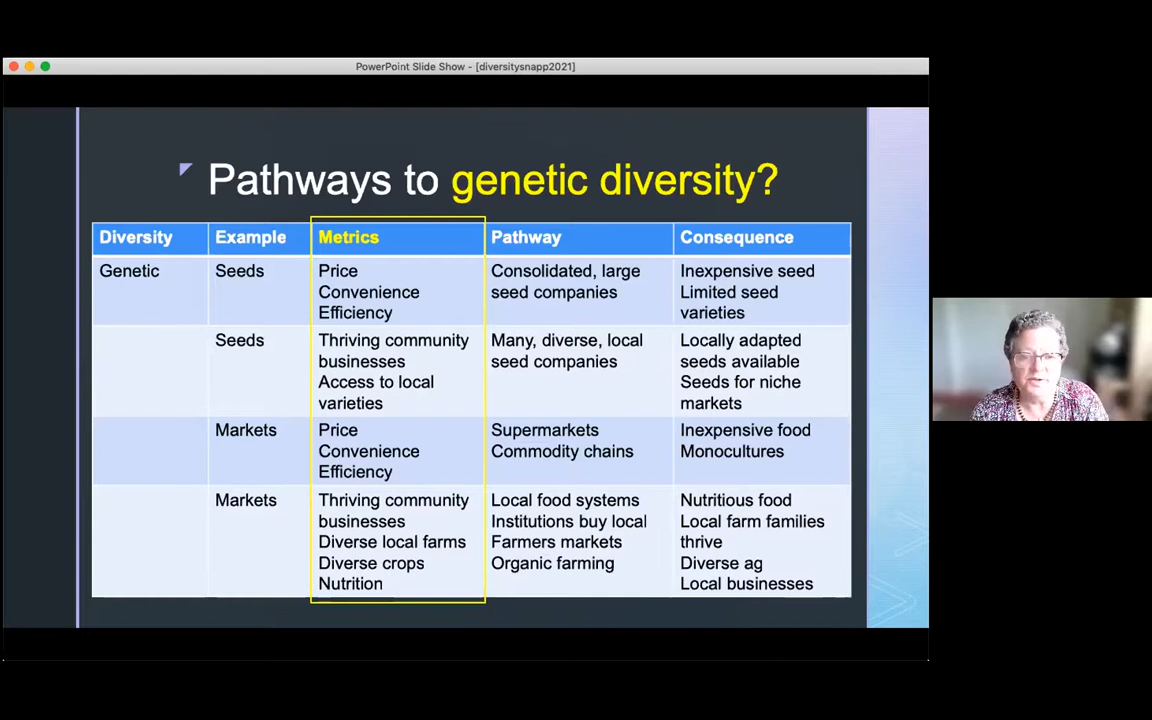 PowerPoint Slide Show - [diversitysnapp2021]
Pathways to genetic diversity?
Diversity Example Metrics Pathway Consequence
Genetic Seeds Price Consolidated, large Inexpensive seed
Convenience seed companies Limited seed
Efficiency varieties
Seeds Thriving community Many, diverse, local Locally adapted
businesses seed companies seeds available
Access to local Seeds for niche
varieties markets
Markets Price Supermarkets Inexpensive food
Convenience Commodity chains Monocultures
Efficiency
Markets Thriving community Local food systems Nutritious food
businesses Institutions buy local Local farm families
Diverse local farms Farmers markets thrive
Diverse crops Organic farming Diverse ag
Nutrition Local businesses